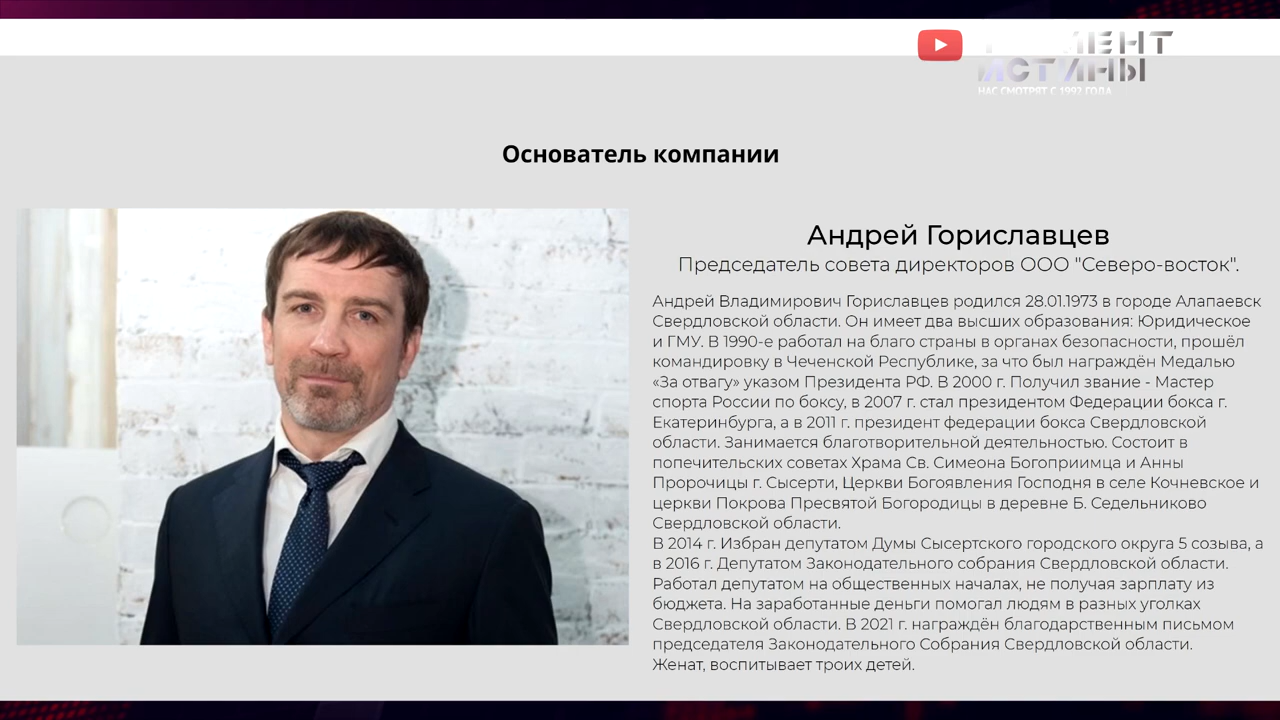 МЕНТ
ИСТИНЫ
НАС СМОТРЯТ С 1992 ГОДА
Основатель компании
Андрей Гориславцев
Председатель совета директоров ООО "Северо-восток".
Андрей Владимирович Гориславцев родился 28.01.1973 в городе Алапаевск
Свердловской области. Он имеет два высших образования: Юридическое
и ГМУ. В 1990-е работал на благо страны в органах безопасности, прошёл
командировку в Чеченской Республике, за что был награждён Медалью
«За отвагу» указом Президента РФ. В 2000 г. Получил звание - Мастер
спорта России по боксу, в 2007 г. стал президентом Федерации бокса г.
Екатеринбурга, а в 2011 г. президент федерации бокса Свердловской
области. Занимается благотворительной деятельностью. Состоит в
попечительских советах Храма Св. Симеона Богоприимца и Анны
Пророчицы г. Сысерти, Церкви Богоявления Господня в селе Кочневское и
церкви Покрова Пресвятой Богородицы в деревне Б. Седельниково
Свердловской области.
В 2014 г. Избран депутатом Думы Сысертского городского округа 5 созыва, а
в 2016 г. Депутатом Законодательного собрания Свердловской области.
Работал депутатом на общественных началах, не получая зарплату из
бюджета. На заработанные деньги помогал людям в разных уголках
Свердловской области. В 2021 г. награждён благодарственным письмом
председателя Законодательного Собрания Свердловской области.
Женат, воспитывает троих детей.